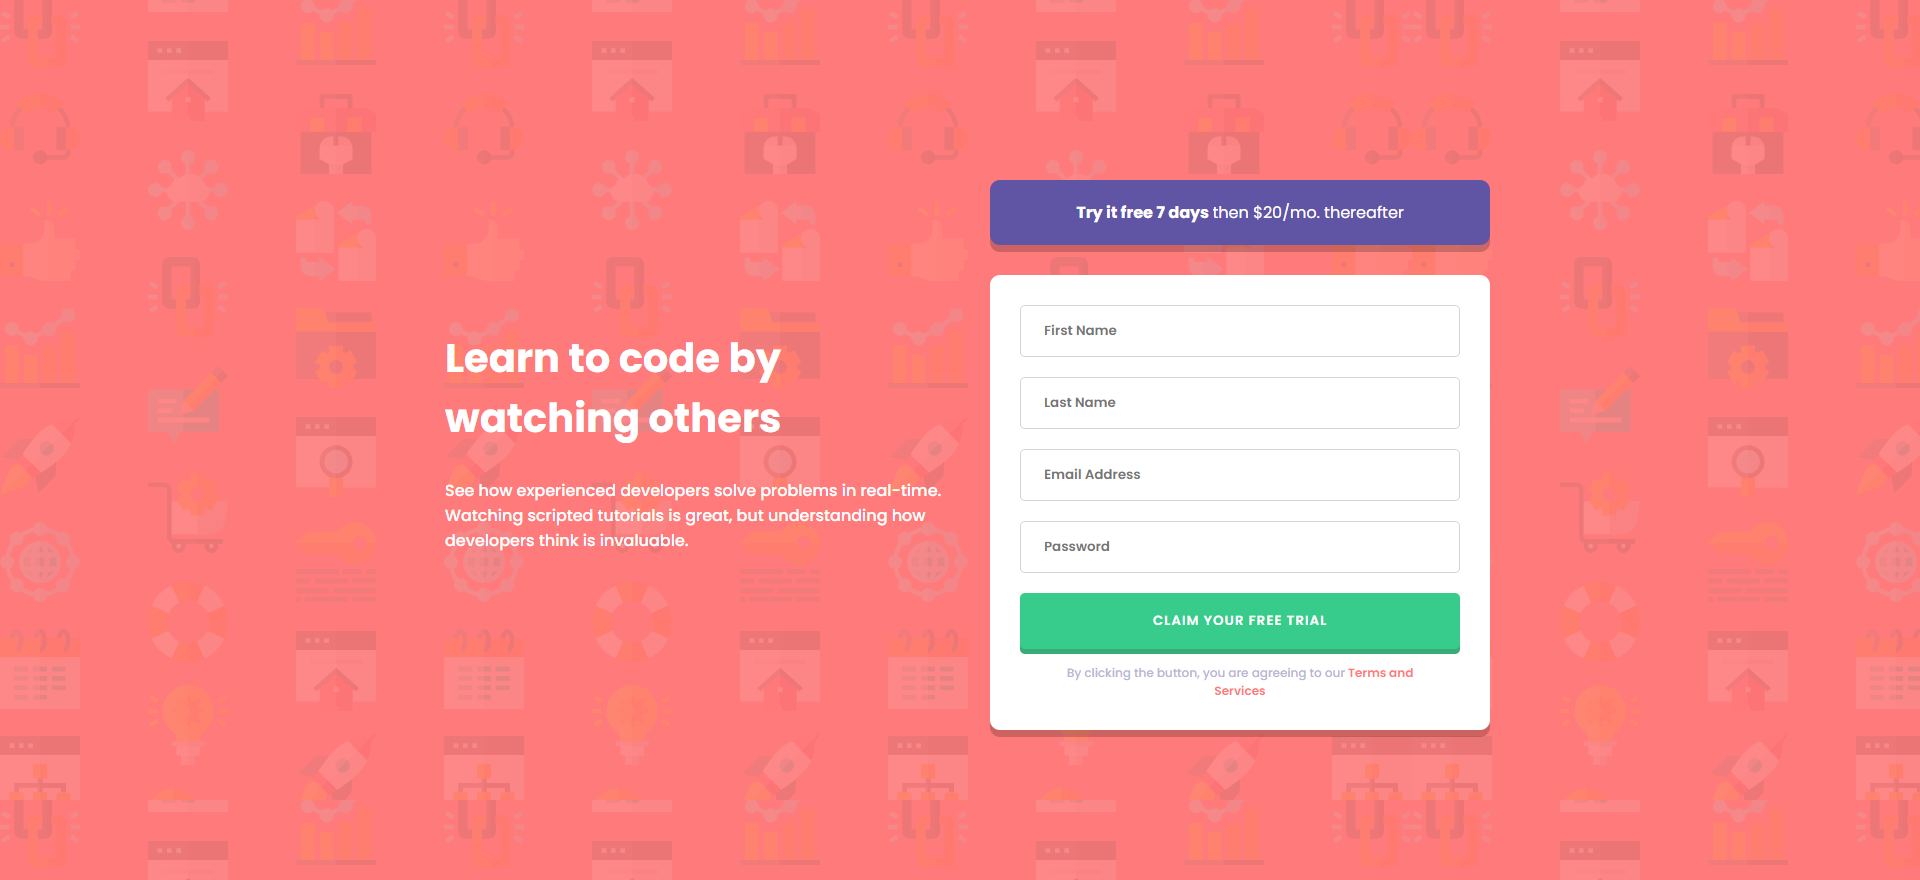 Learn to code by
watching others
See how experienced developers solve problems in real-time.
Watching scripted tutorials is great, but understanding how
developers think is invaluable.
Try it free 7 days then $20/mo. thereafter
First Name
Last Name
Email Address
Password
CLAIM YOUR FREE TRIAL
By clicking the button, you are agreeing to our Terms and
Services